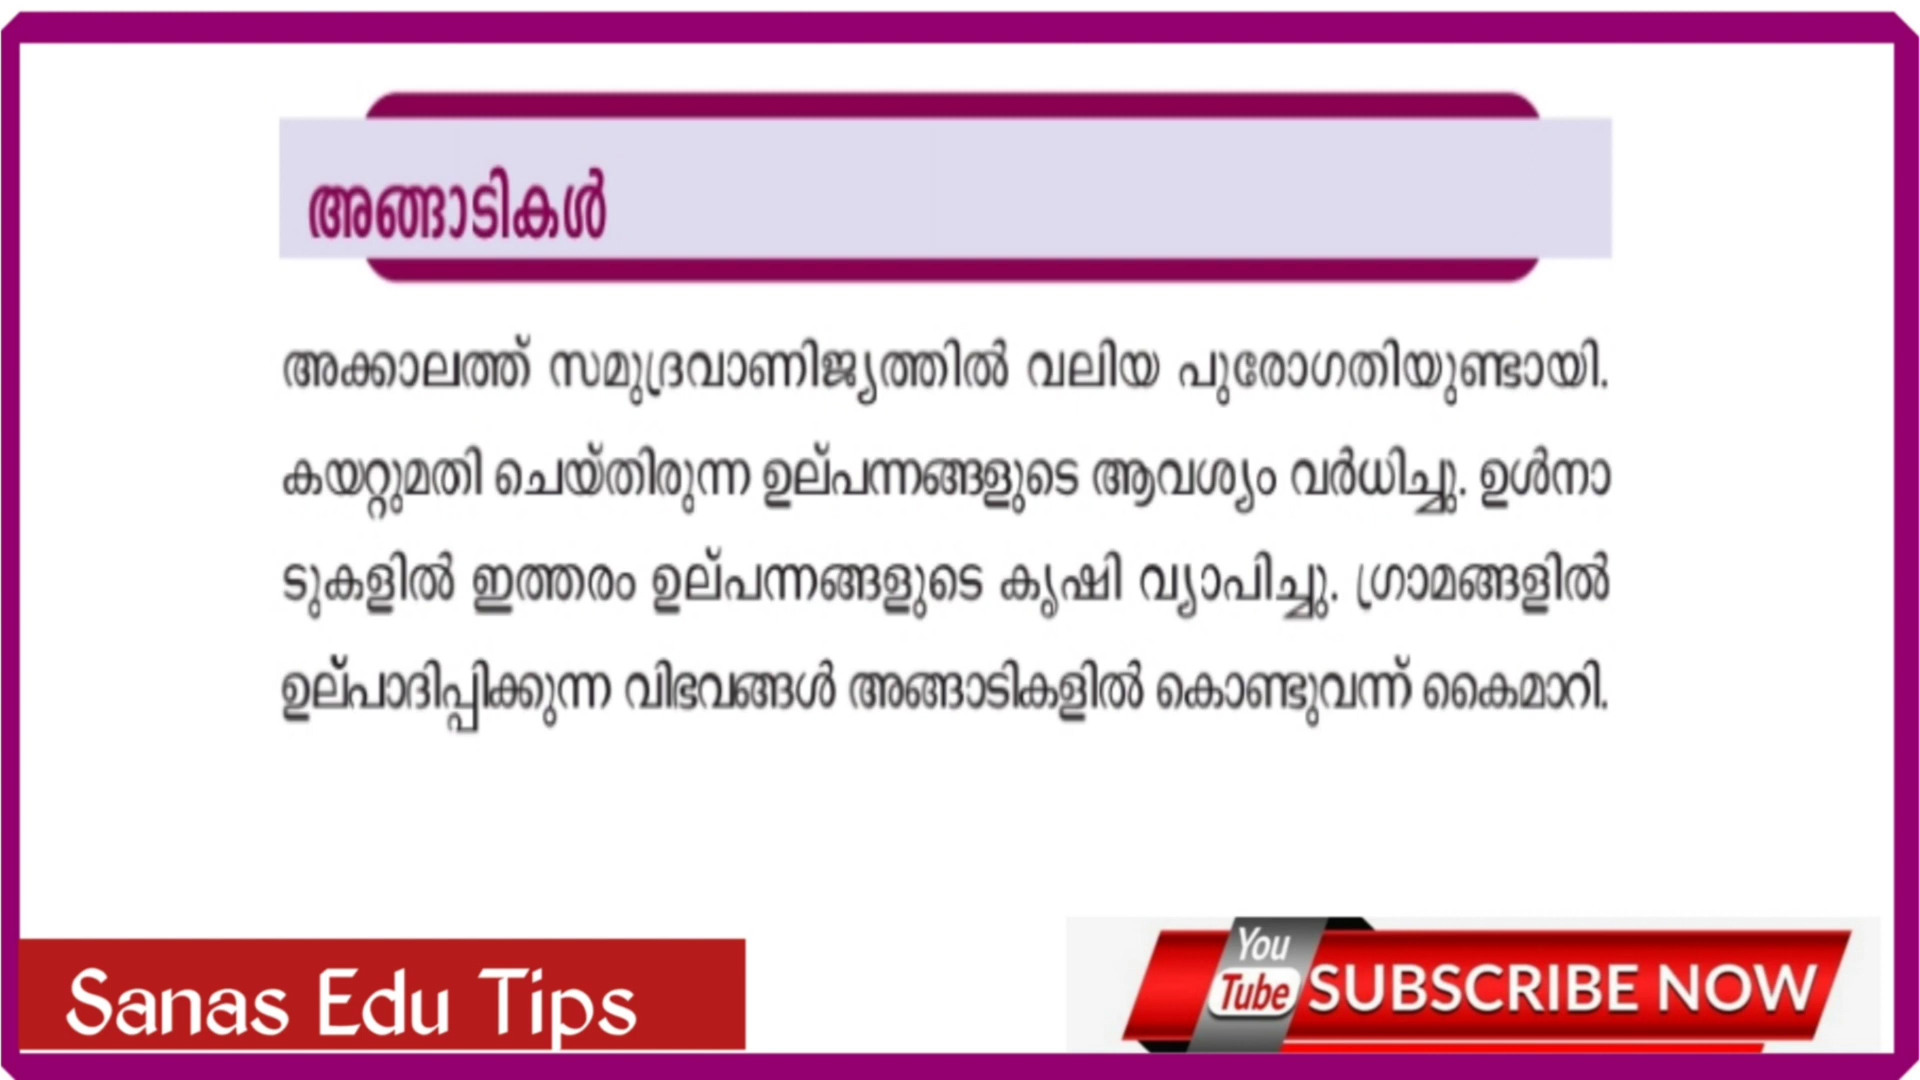 അങ്ങാടികൾ
അക്കാലത്ത് സമുദ്രവാണിജ്യത്തിൽ വലിയ പുരോഗതിയുണ്ടായി.
കയറ്റുമതി ചെയ്തിരുന്ന ഉല്പന്നങ്ങളുടെ ആവശ്യം വർധിച്ചു. ഉൾനാ
ടുകളിൽ ഇത്തരം ഉല്പന്നങ്ങളുടെ കൃഷി വ്യാപിച്ചു. ഗ്രാമങ്ങളിൽ
ഉല്പാദിപ്പിക്കുന്ന വിഭവങ്ങൾ അങ്ങാടികളിൽ കൊണ്ടുവന്ന് കൈമാറി.
Sanas Edu Tips
You
Tube SUBSCRIBE NOW